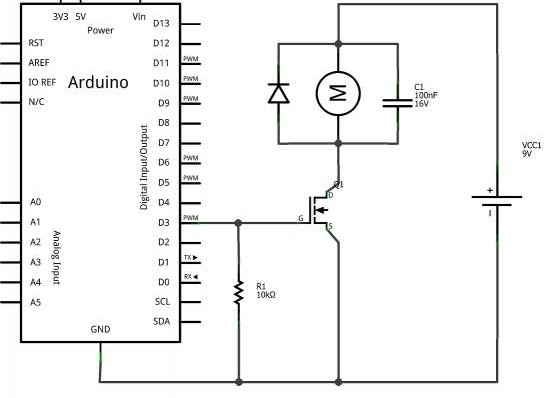 3V3 5V Vin
Power
D13
RST D12
AREF D11 PWM
IO REF Arduino D10 PWM
N/C D9 PWM
D8
D7
D6 PWM
D5 PWM
Digital Input/Output
A0 D4
A1 D3 PWM
A2 D2
A3 D1 TX
A4 D0 RX
A5 SCL
SDA
Analog Input
GND
M
C1
100nF
16V
Q1
D
G
S
R1
10kΩ
VCC1
9V
+